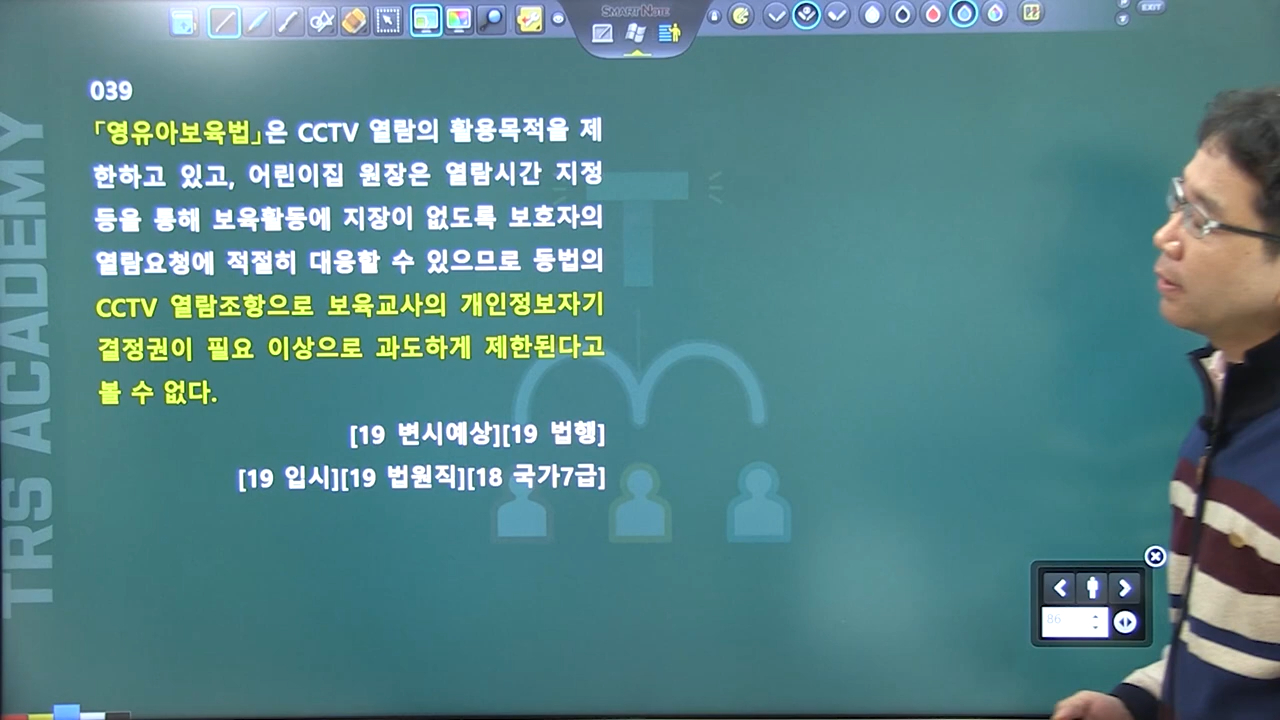 SMARTNOTE
EXIT
039
「영유아보육법」은 CCTV 열람의 활용목적을 제
한하고 있고, 어린이집 원장은 열람시간 지정
등을 통해 보육활동에 지장이 없도록 보호자의
열람요청에 적절히 대응할 수 있으므로 동법의
CCTV 열람조항으로 보육교사의 개인정보자기
결정권이 필요 이상으로 과도하게 제한된다고
볼 수 없다.
[19 변시예상][19 법행]
[19 입시][19 법원직][18 국가7급]
TRS ACADEMY
86